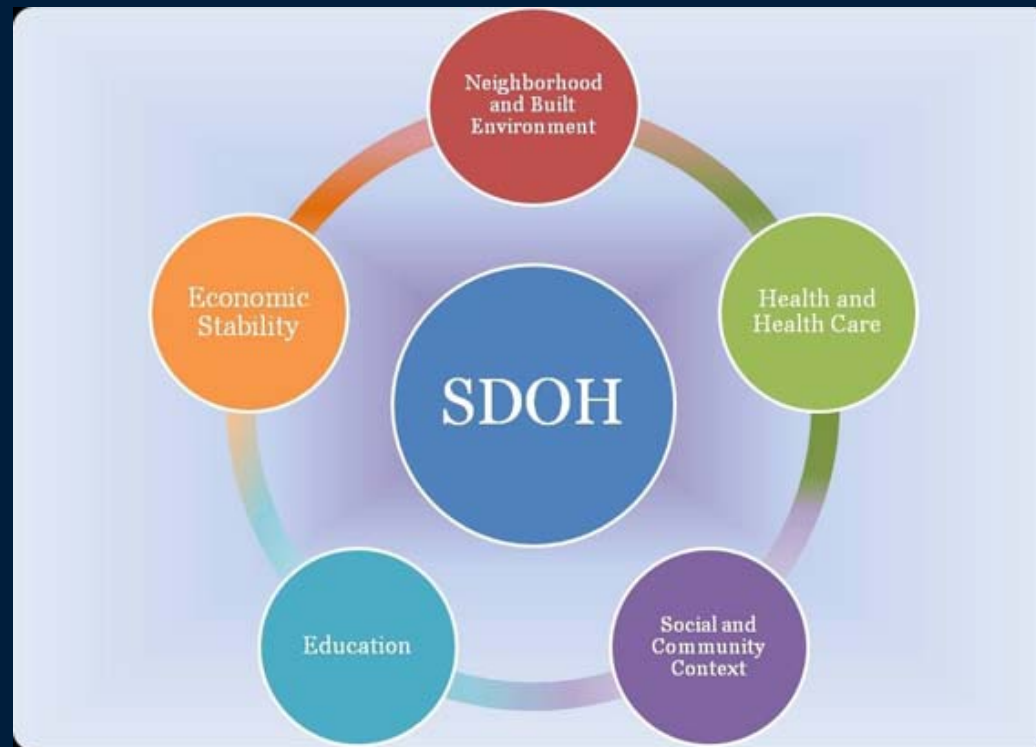 Neighborhood
and Built
Environment
Economic
Stability
Health and
Health Care
SDOH
Education
Social and
Community
Context